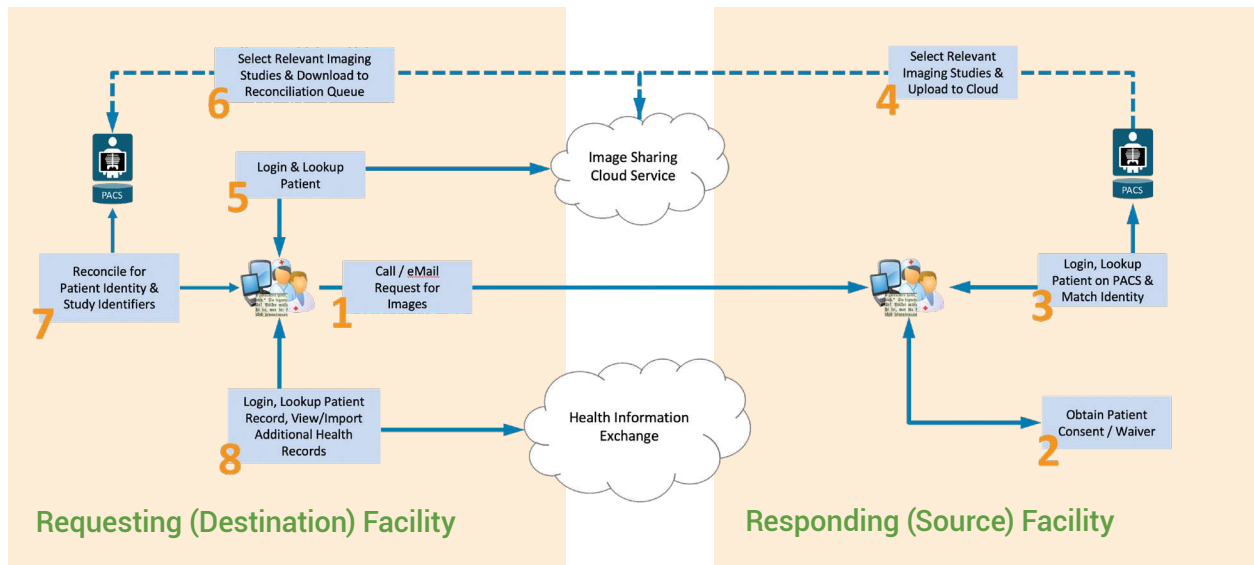 Select Relevant Imaging
Studies & Download to
Reconciliation Queue
6
Select Relevant
Imaging Studies &
Upload to Cloud
4
PACS
Login & Lookup
Patient
5
Image Sharing
Cloud Service
PACS
Reconcile for
Patient Identity &
Study Identifiers
7
Call / eMail
Request for
Images
1
Login, Lookup
Patient on PACS &
Match Identity
3
Login, Lookup Patient
Record, View/Import
Additional Health
Records
8
Health Information
Exchange
Obtain Patient
Consent / Waiver
2
Requesting (Destination) Facility
Responding (Source) Facility